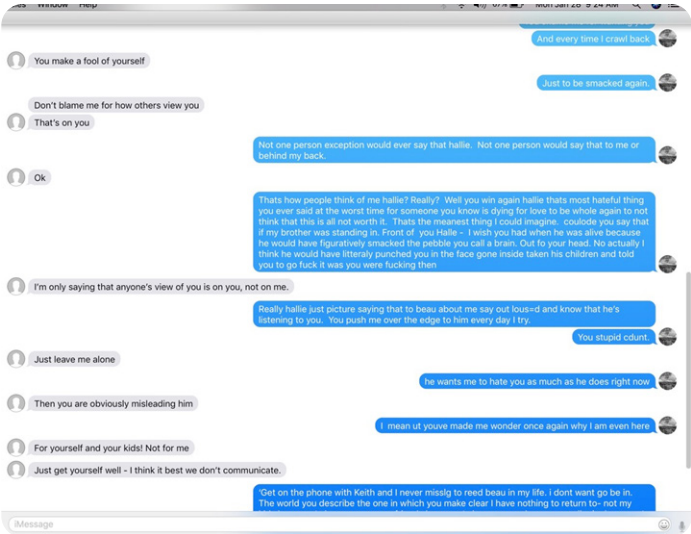 Window Help
67%
Mon Jan 28 9 24 AM
And every time I crawl back
You make a fool of yourself
Just to be smacked again.
Don't blame me for how others view you
That's on you
Not one person exception would ever say that hallie. Not one person would say that to me or
behind my back.
Ok
Thats how people think of me hallie? Really? Well you win again hallie thats most hateful thing
you ever said at the worst time for someone you know is dying for love to be whole again to not
think that this is all not worth it. Thats the meanest thing I could imagine. coulode you say that
if my brother was standing in. Front of you Halle - I wish you had when he was alive because
he would have figuratively smacked the pebble you call a brain. Out fo your head. No actually I
think he would have litteraly punched you in the face gone inside taken his children and told
you to go fuck it was you were fucking then
I'm only saying that anyone's view of you is on you, not on me.
Really hallie just picture saying that to beau about me say out lous=d and know that he's
listening to you. You push me over the edge to him every day I try.
You stupid cdunt.
Just leave me alone
he wants me to hate you as much as he does right now
Then you are obviously misleading him
I mean ut youve made me wonder once again why I am even here
For yourself and your kids! Not for me
Just get yourself well - I think it best we don't communicate.
'Get on the phone with Keith and I never missIg to reed beau in my life. i dont want go be in.
The world you describe the one in which you make clear I have nothing to return to- not my
iMessage